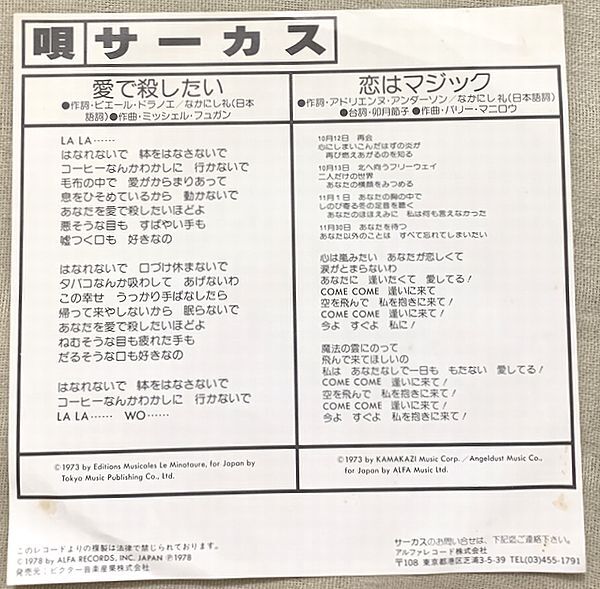 唄 サーカス
愛で殺したい
●作詞・ピエール・ドラノエ／なかにし礼(日本
語詞) ●作曲・ミッシェル・フュガン
LA LA……
はなれないで 躰をはなさないで
コーヒーなんかわかしに 行かないで
毛布の中で 愛がからまりあって
息をひそめているから 動かないで
あなたを愛で殺したいほどよ
悪そうな目も すばやい手も
嘘つく口も 好きなの
はなれないで 口づけ休まないで
タバコなんか吸わして あげないわ
この幸せ うっかり手ばなしたら
帰って来やしないから 眠らないで
あなたを愛で殺したいほどよ
ねむそうな目も疲れた手も
だるそうな口も好きなの
はなれないで 躰をはなさないで
コーヒーなんかわかしに 行かないで
LA LA…… WO……
©1973 by Editions Musicales Le Minotaure, for Japan by
Tokyo Music Publishing Co., Ltd.
恋はマジック
●作詞・アドリエンヌ・アンダーソン／なかにし礼(日本語詞)
●台詞・卯月節子 ●作曲・バリー・マニロウ
10月12日 再会
心にしまいこんだはずの炎が
再び燃えあがるのを知る
10月13日 北へ向うフリーウェイ
二人だけの世界
あなたの横顔をみつめる
11月1日 あなたの胸の中で
しのび寄る冬の足音を聴く
あなたのほほえみに 私は何も言えなかった
11月30日 あなたを待つ
あなた以外のことは すべて忘れてしまいたい
心は嵐みたい あなたが恋しくて
涙がとまらないわ
あなたに 逢いたくて 愛してる！
COME COME 逢いに来て
空を飛んで 私を抱きに来て！
COME COME 逢いに来て！
今よ すぐよ 私に！
魔法の雲にのって
飛んで来てほしいの
私は あなたなしで一日も もたない 愛してる！
COME COME 逢いに来て！
空を飛んで 私を抱きに来て！
COME COME 逢いに来て！
今よ すぐよ 私を抱きに来て！
©1973 by KAMAKAZI Music Corp.／Angeldust Music Co.,
for Japan by ALFA Music Ltd.
このレコードよりの複製は法律で禁じられております。
©1978 by ALFA RECORDS, INC. JAPAN ℗1978
発売元：ビクター音楽産業株式会社
サーカスのお問い合せは、下記迄ご連絡下さい。
アルファレコード株式会社
〒108 東京都港区芝浦3-5-39 TEL(03)455-1791